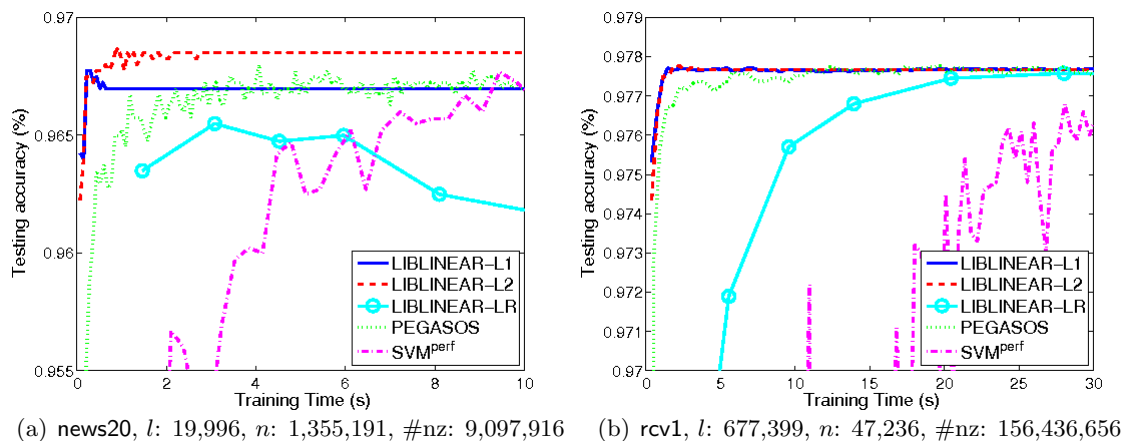 0.97
0.965
0.96
0.955
Testing accuracy (%)
0
2
4
6
8
10
Training Time (s)
LIBLINEAR-L1
LIBLINEAR-L2
LIBLINEAR-LR
PEGASOS
SVMperf
(a) news20, l: 19,996, n: 1,355,191, #nz: 9,097,916
0.979
0.978
0.977
0.976
0.975
0.974
0.973
0.972
0.971
0.97
Testing accuracy (%)
0
5
10
15
20
25
30
Training Time (s)
LIBLINEAR-L1
LIBLINEAR-L2
LIBLINEAR-LR
PEGASOS
SVMperf
(b) rcv1, l: 677,399, n: 47,236, #nz: 156,436,656